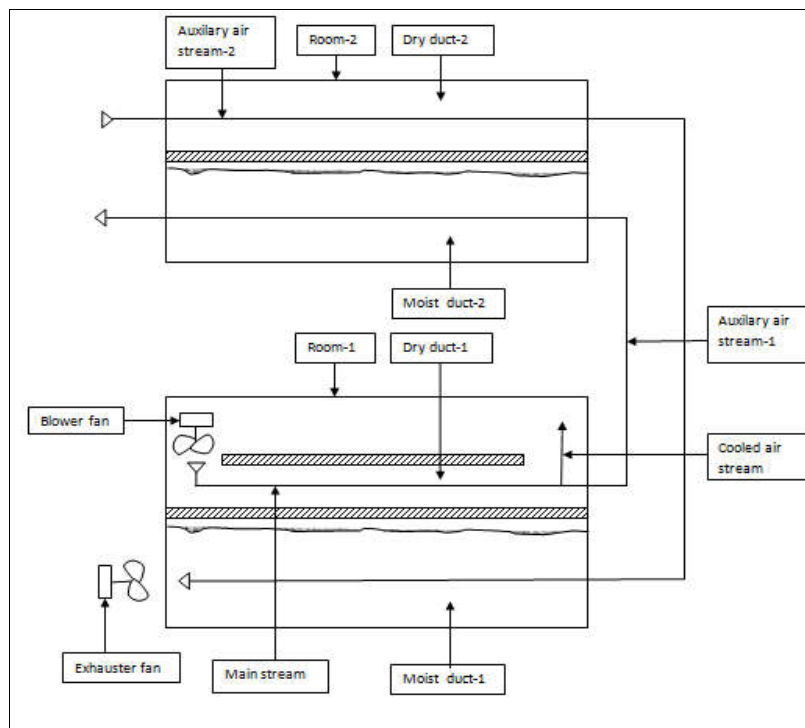 Auxilary air
stream-2
Room-2
Dry duct-2
Moist duct-2
Room-1
Dry duct-1
Auxilary air
stream-1
Blower fan
Cooled air
stream
Exhauster fan
Main stream
Moist duct-1